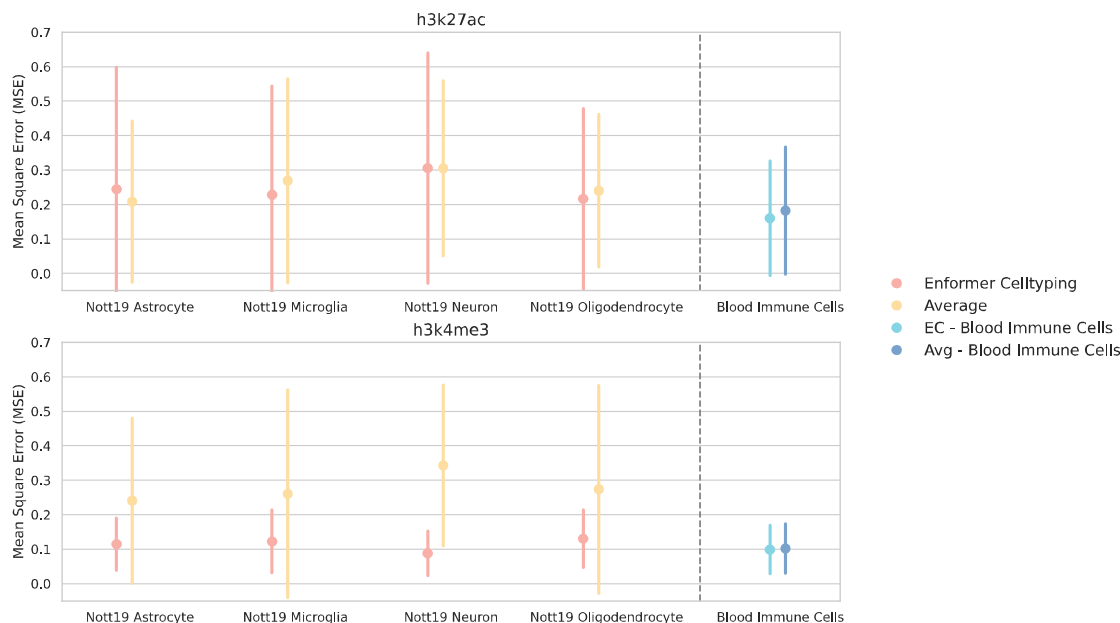 h3k27ac
Mean Square Error (MSE)
0.7
0.6
0.5
0.4
0.3
0.2
0.1
0.0
Nott19 Astrocyte
Nott19 Microglia
Nott19 Neuron
Nott19 Oligodendrocyte
Blood Immune Cells
h3k4me3
Mean Square Error (MSE)
0.7
0.6
0.5
0.4
0.3
0.2
0.1
0.0
Nott19 Astrocyte
Nott19 Microglia
Nott19 Neuron
Nott19 Oligodendrocyte
Blood Immune Cells
Enformer Celltyping
Average
EC - Blood Immune Cells
Avg - Blood Immune Cells